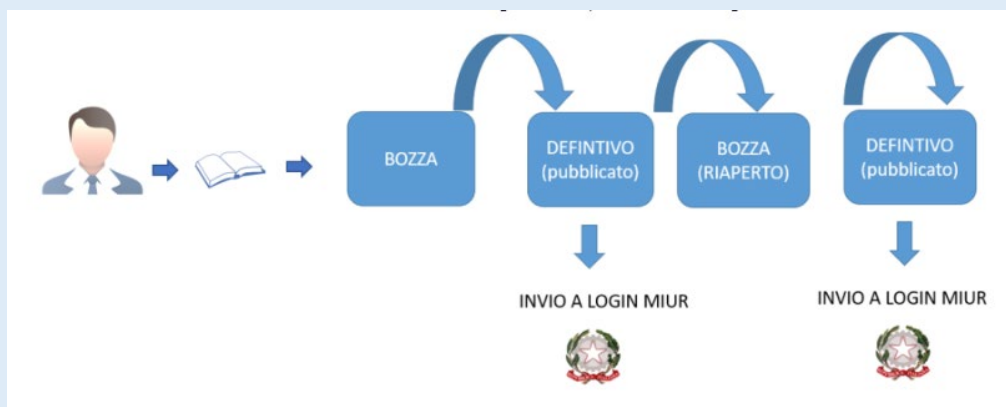 BOZZA
DEFINTIVO
(pubblicato)
BOZZA
(RIAPERTO)
DEFINTIVO
(pubblicato)
INVIO A LOGIN MIUR
INVIO A LOGIN MIUR